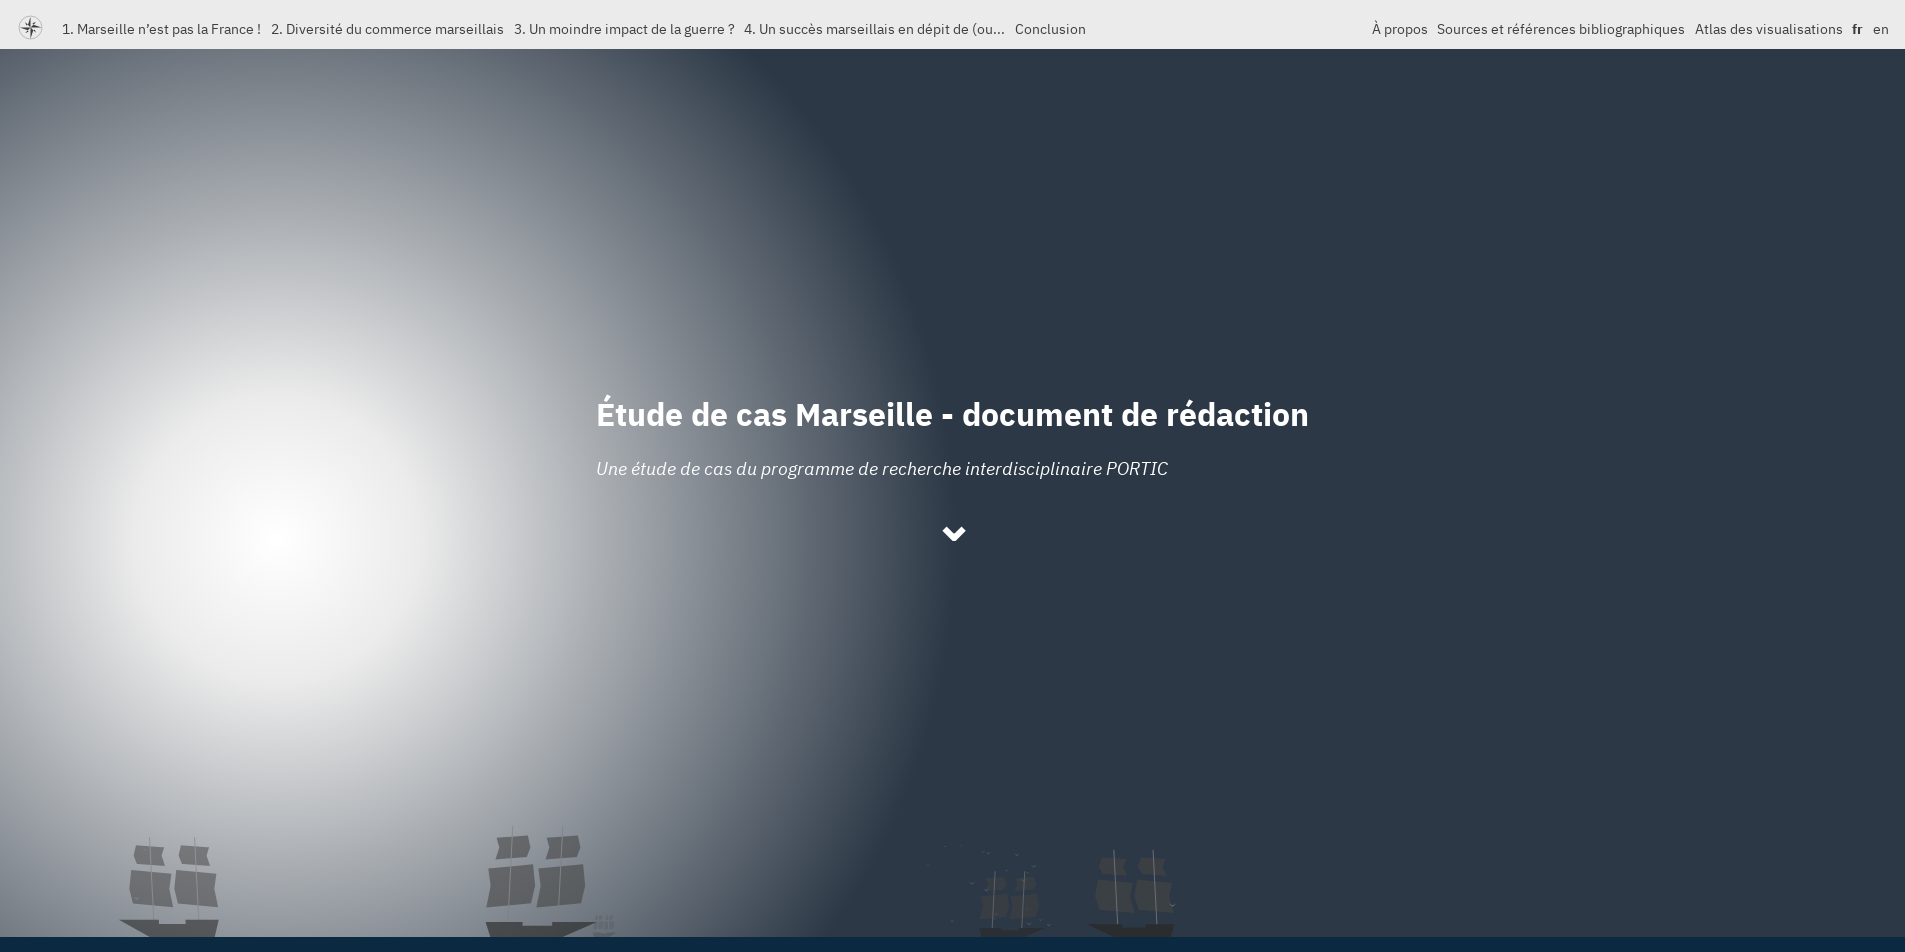 1. Marseille n’est pas la France ! 2. Diversité du commerce marseillais 3. Un moindre impact de la guerre ? 4. Un succès marseillais en dépit de (ou... Conclusion À propos Sources et références bibliographiques Atlas des visualisations fr en
Étude de cas Marseille - document de rédaction
Une étude de cas du programme de recherche interdisciplinaire PORTIC